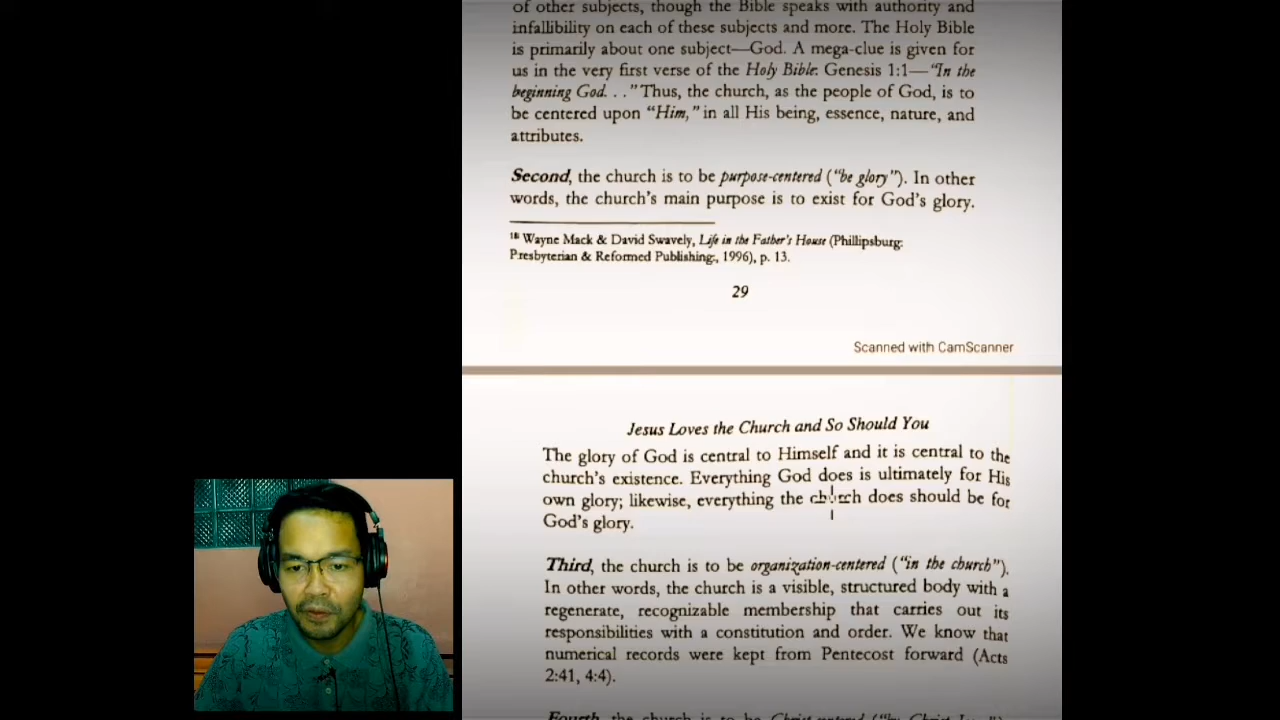 of other subjects, though the Bible speaks with authority and
infallibility on each of these subjects and more. The Holy Bible
is primarily about one subject—God. A mega-clue is given for
us in the very first verse of the Holy Bible: Genesis 1:1—“In the
beginning God. . .” Thus, the church, as the people of God, is to
be centered upon “Him,” in all His being, essence, nature, and
attributes.
Second, the church is to be purpose-centered (“be glory”). In other
words, the church’s main purpose is to exist for God’s glory.
18 Wayne Mack & David Swavely, Life in the Father’s House (Phillipsburg:
Presbyterian & Reformed Publishing:, 1996), p. 13.
29
Scanned with CamScanner
Jesus Loves the Church and So Should You
The glory of God is central to Himself and it is central to the
church’s existence. Everything God does is ultimately for His
own glory; likewise, everything the church does should be for
God’s glory.
Third, the church is to be organization-centered (“in the church”).
In other words, the church is a visible, structured body with a
regenerate, recognizable membership that carries out its
responsibilities with a constitution and order. We know that
numerical records were kept from Pentecost forward (Acts
2:41, 4:4).
Fourth, the church is to be Christ-centered (“by Christ